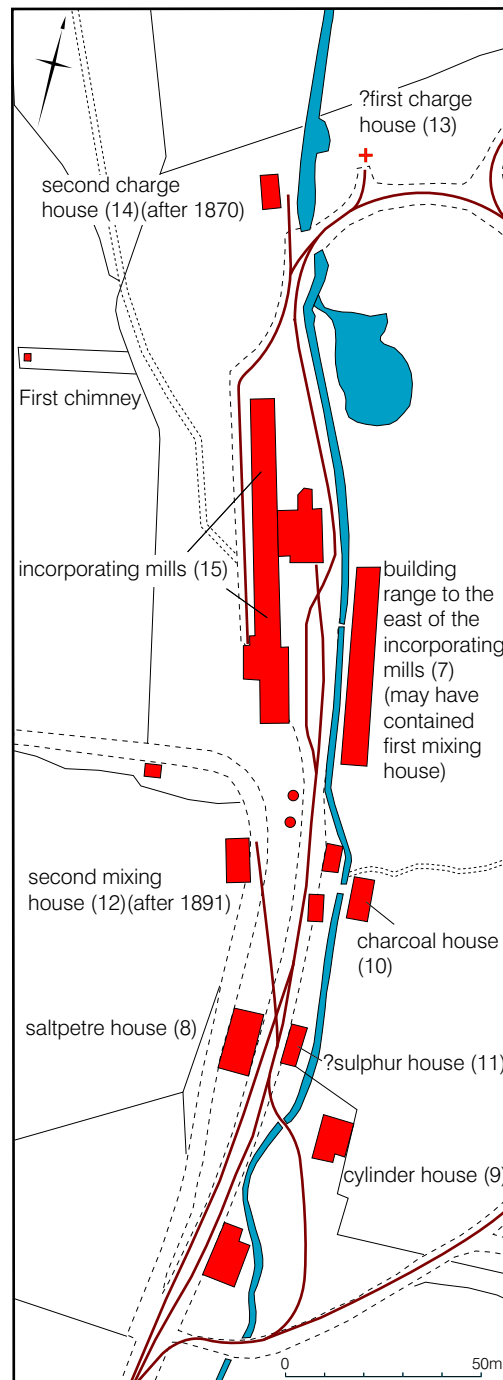 ?first charge
house (13)
second charge
house (14)(after 1870)
First chimney
incorporating mills (15)
building
range to the
east of the
incorporating
mills (7)
(may have
contained
first mixing
house)
second mixing
house (12)(after 1891)
charcoal house
(10)
saltpetre house (8)
?sulphur house (11)
cylinder house (9)
0 50m